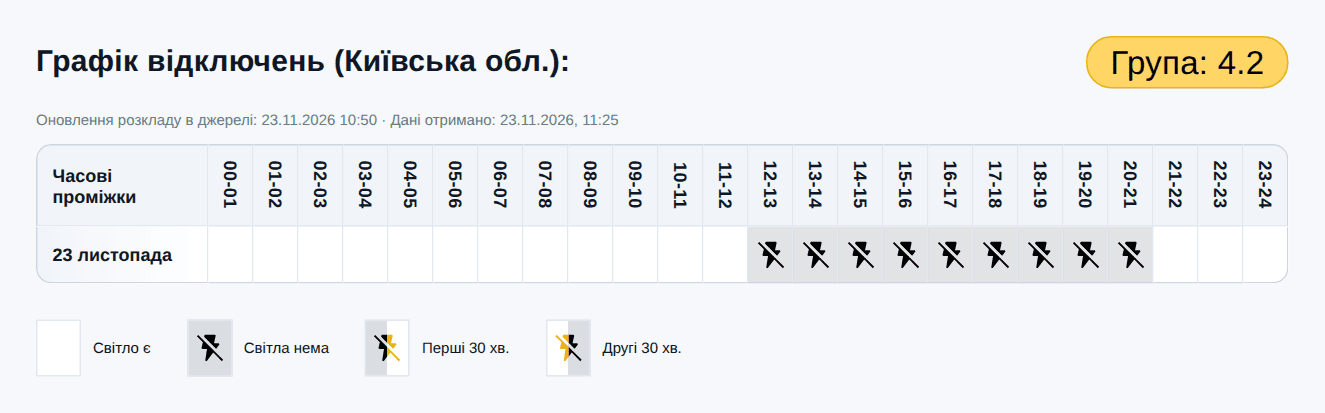 Графік відключень (Київська обл.):
Група: 4.2
Оновлення розкладу в джерелі: 23.11.2026 10:50 · Дані отримано: 23.11.2026, 11:25
Часові
проміжки
00-01
01-02
02-03
03-04
04-05
05-06
06-07
07-08
08-09
09-10
10-11
11-12
12-13
13-14
14-15
15-16
16-17
17-18
18-19
19-20
20-21
21-22
22-23
23-24
23 листопада
Світло є
Світла нема
Перші 30 хв.
Другі 30 хв.